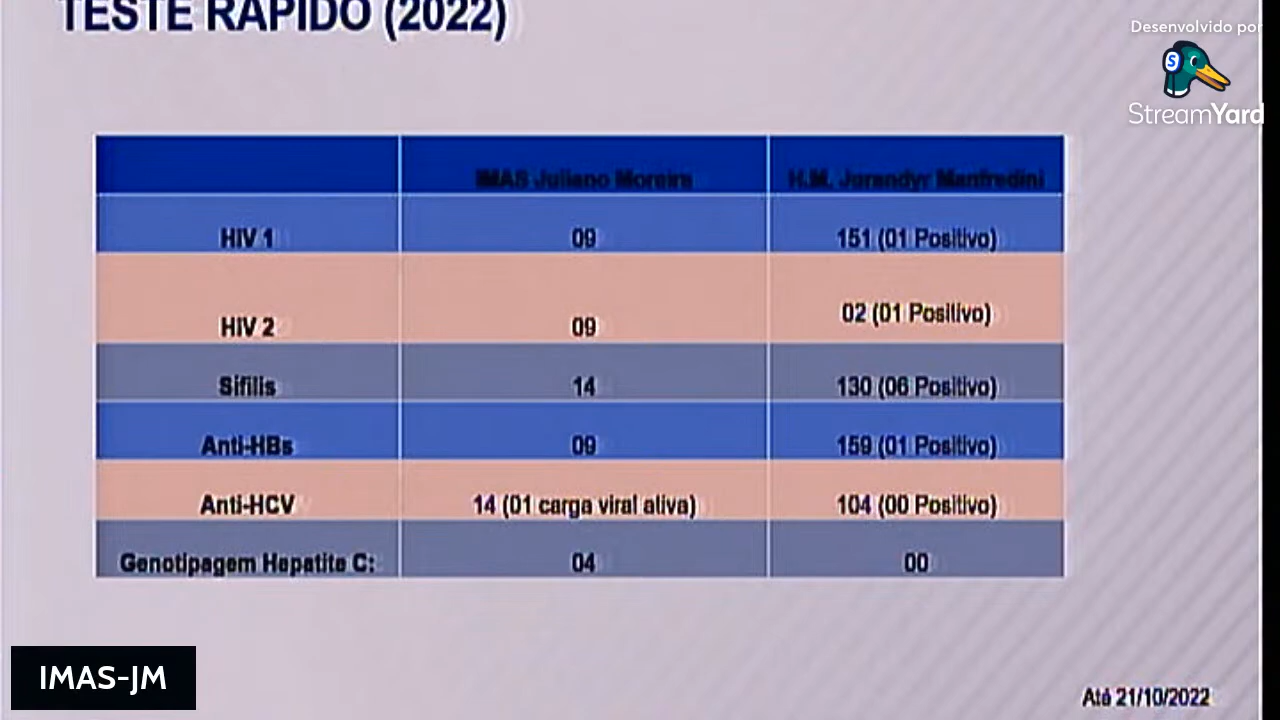 TESTE RÁPIDO (2022)
Desenvolvido por
StreamYard
IMAS Juliano Moreira H.M. Jurandyr Manfredini
HIV 1 09 151 (01 Positivo)
HIV 2 09 02 (01 Positivo)
Sífilis 14 130 (06 Positivo)
Anti-HBs 09 159 (01 Positivo)
Anti-HCV 14 (01 carga viral ativa) 104 (00 Positivo)
Genotipagem Hepatite C: 04 00
IMAS-JM
Até 21/10/2022